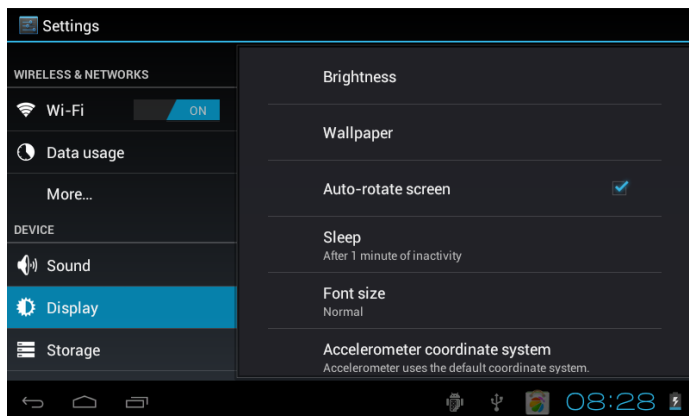 Settings
WIRELESS & NETWORKS
Wi-Fi
ON
Data usage
More...
DEVICE
Sound
Display
Storage
Brightness
Wallpaper
Auto-rotate screen
Sleep
After 1 minute of inactivity
Font size
Normal
Accelerometer coordinate system
Accelerometer uses the default coordinate system.
08:28